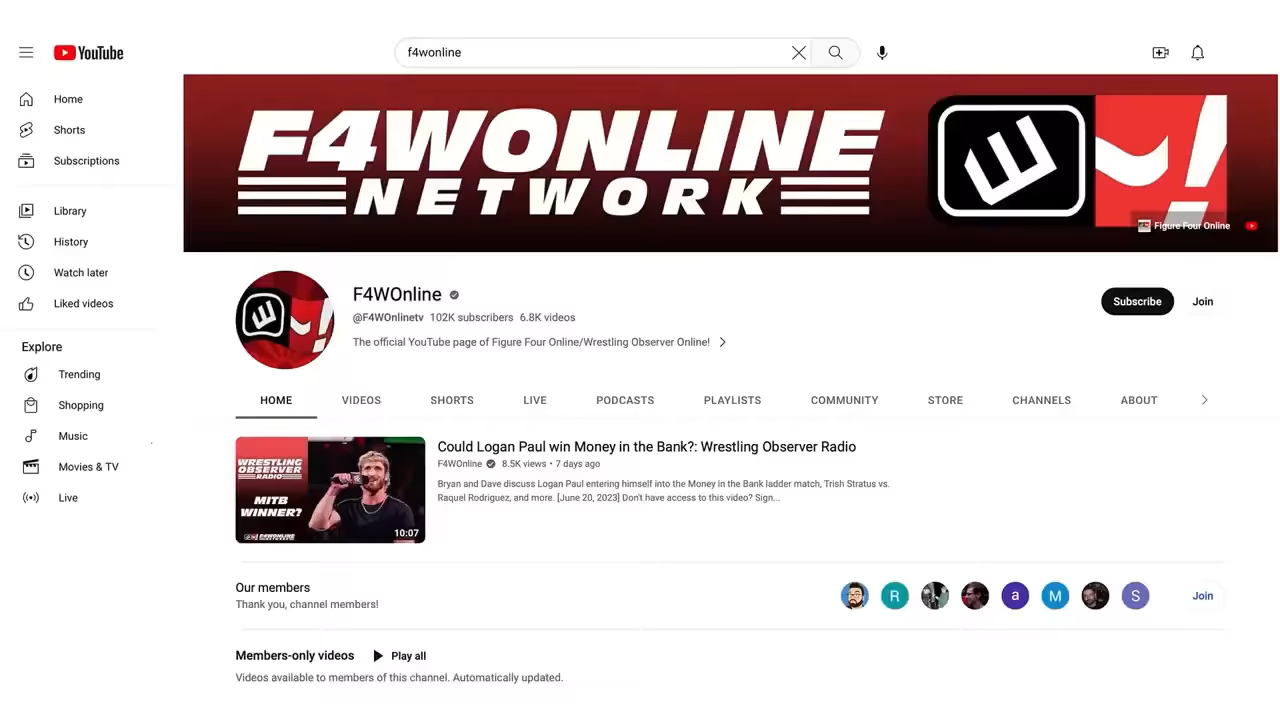 YouTube
f4wonline
Home
Shorts
Subscriptions
Library
History
Watch later
Liked videos
Explore
Trending
Shopping
Music
Movies & TV
Live
F4WONLINE
NETWORK
Figure Four Online
F4WOnline
@F4WOnlinetv 102K subscribers 6.8K videos
The official YouTube page of Figure Four Online/Wrestling Observer Online!
Subscribe
Join
HOME VIDEOS SHORTS LIVE PODCASTS PLAYLISTS COMMUNITY STORE CHANNELS ABOUT
WRESTLING
OBSERVER
RADIO
MITB
WINNER?
F4WONLINE
NETWORK
10:07
Could Logan Paul win Money in the Bank?: Wrestling Observer Radio
F4WOnline 8.5K views • 7 days ago
Bryan and Dave discuss Logan Paul entering himself into the Money in the Bank ladder match, Trish Stratus vs.
Raquel Rodriguez, and more. [June 20, 2023] Don't have access to this video? Sign...
Our members
Thank you, channel members!
R
a
M
S
Join
Members-only videos
Play all
Videos available to members of this channel. Automatically updated.